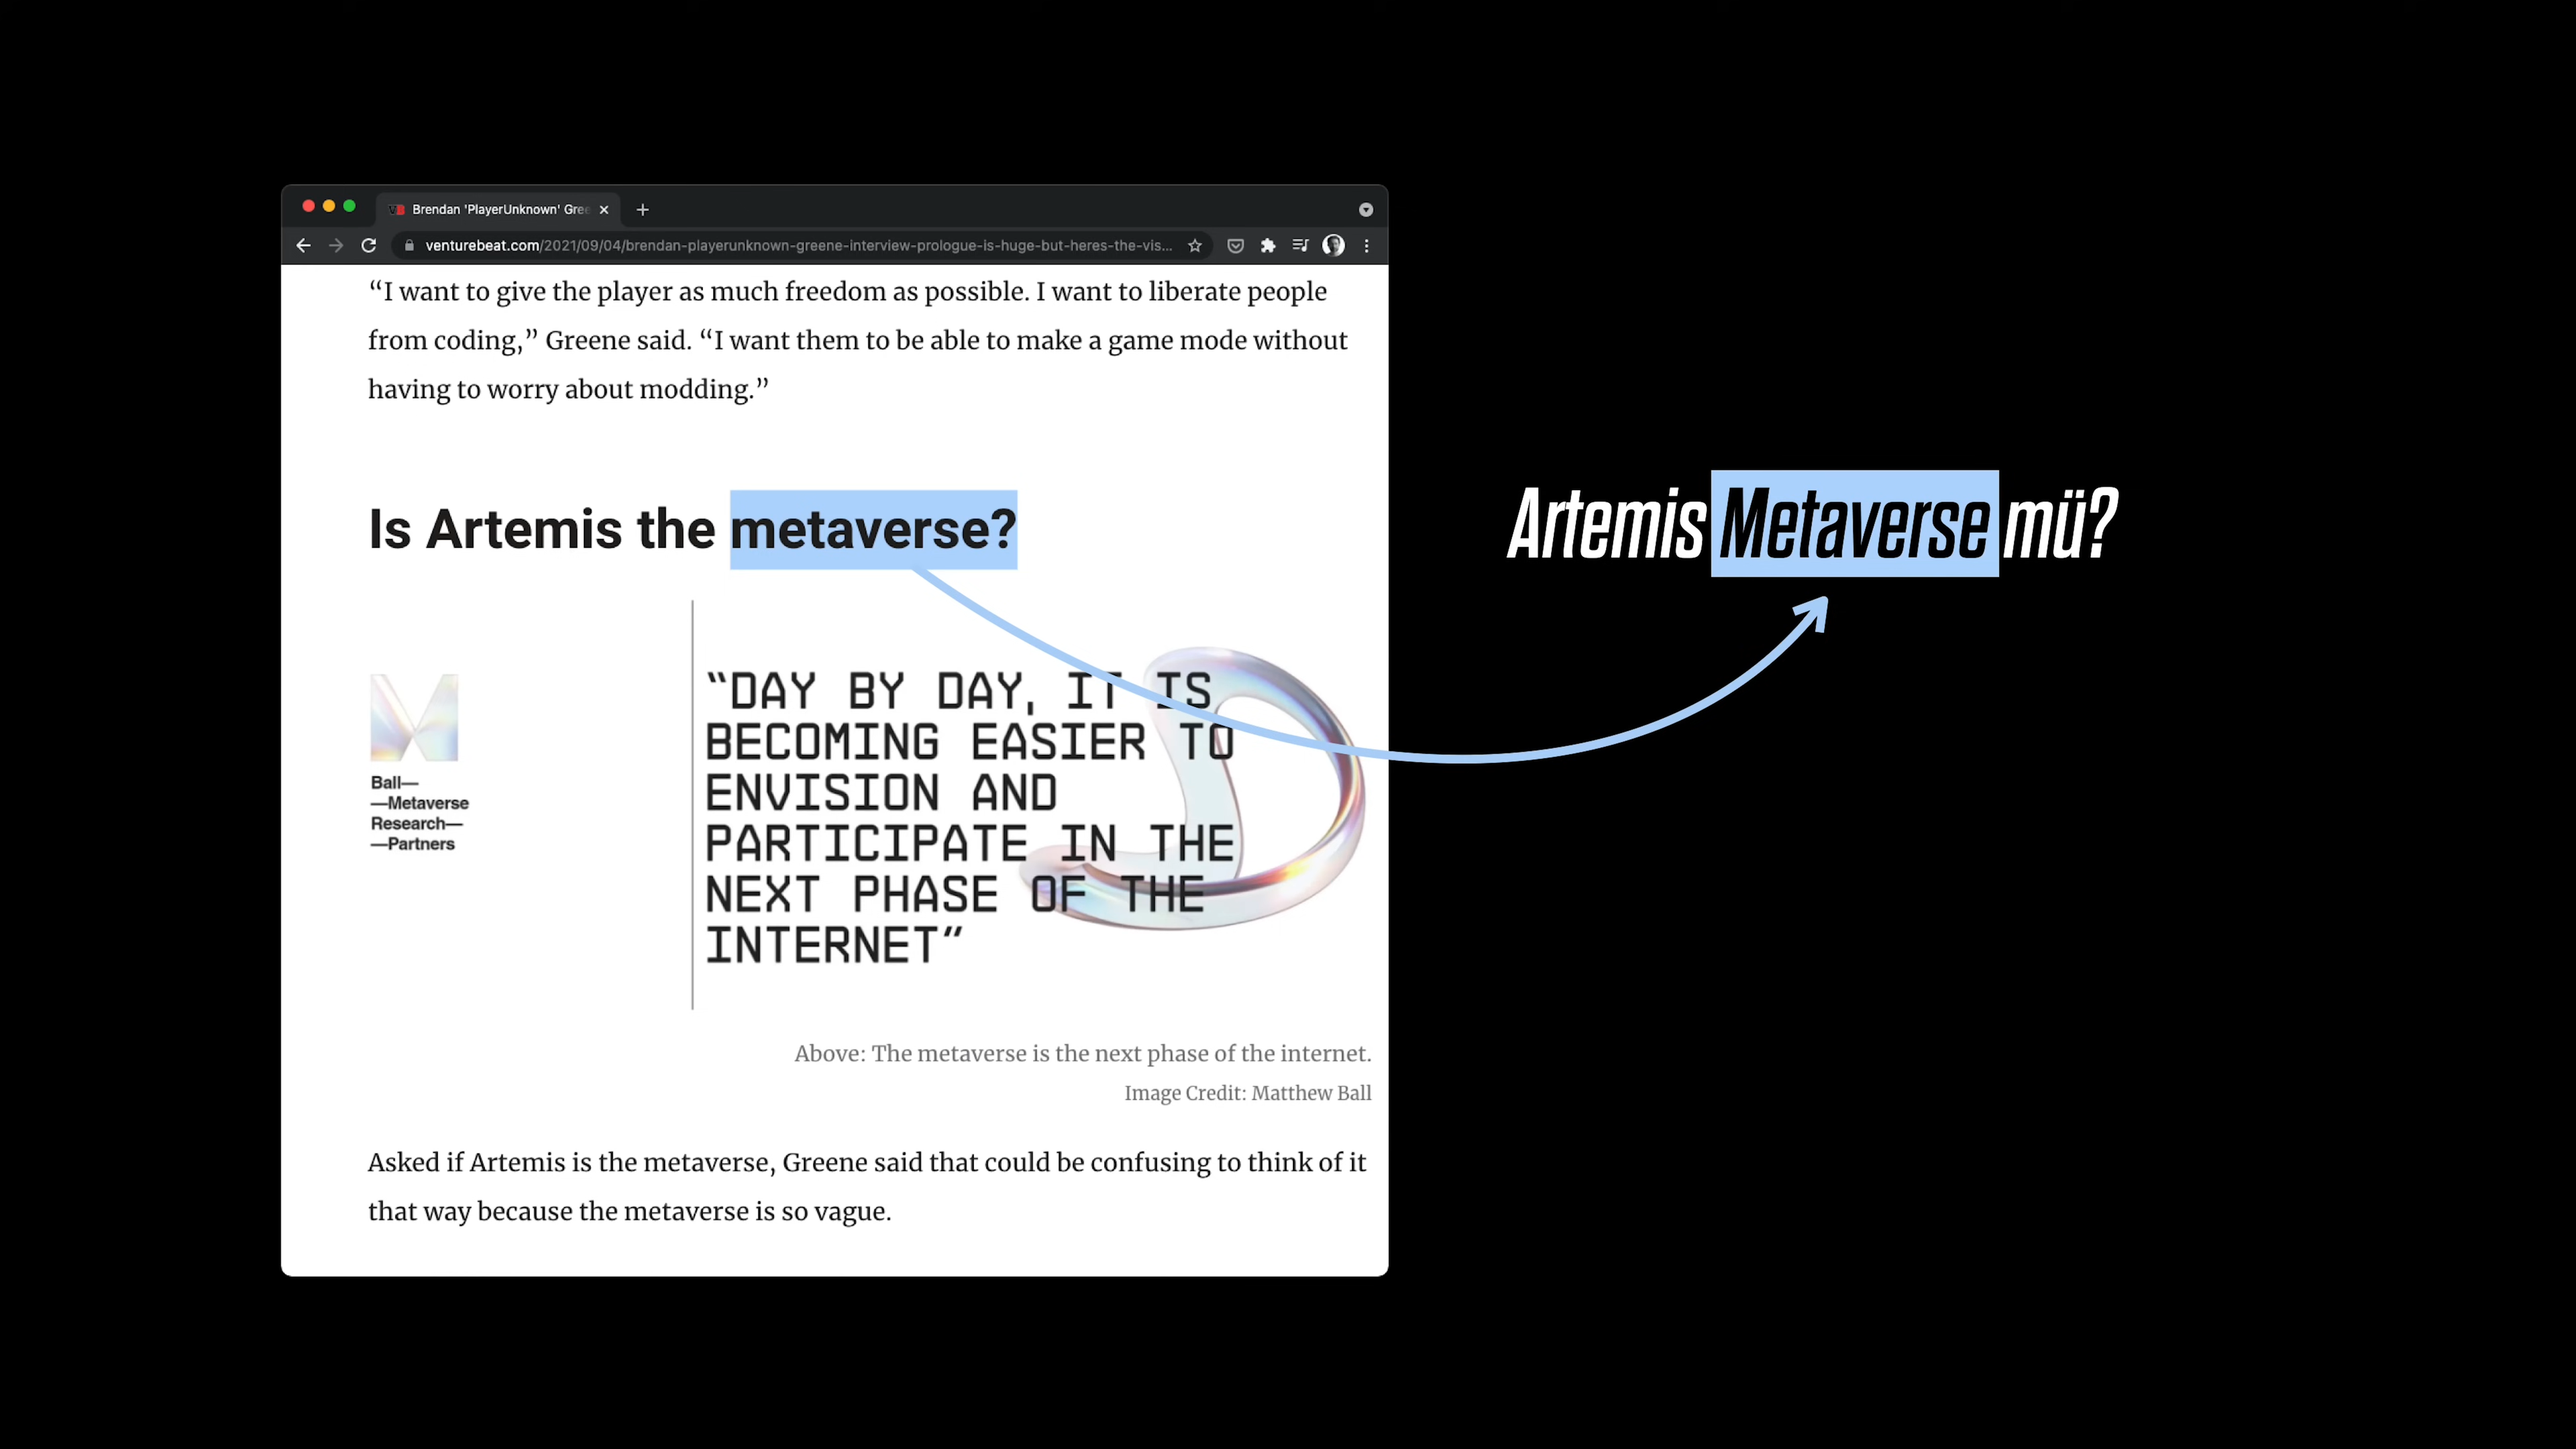 Brendan 'PlayerUnknown' Gree
venturebeat.com/2021/09/04/brendan-playerunknown-greene-interview-prologue-is-huge-but-heres-the-vis...
“I want to give the player as much freedom as possible. I want to liberate people
from coding,” Greene said. “I want them to be able to make a game mode without
having to worry about modding.”
Is Artemis the metaverse?
Artemis Metaverse mü?
Ball—
—Metaverse
Research—
—Partners
“DAY BY DAY, IT IS
BECOMING EASIER TO
ENVISION AND
PARTICIPATE IN THE
NEXT PHASE OF THE
INTERNET”
Above: The metaverse is the next phase of the internet.
Image Credit: Matthew Ball
Asked if Artemis is the metaverse, Greene said that could be confusing to think of it
that way because the metaverse is so vague.